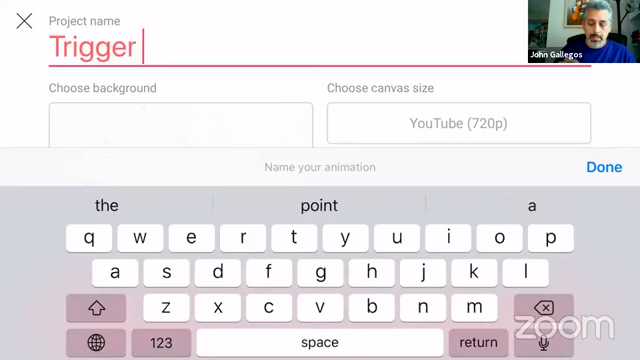 Project name
Trigger
John Gallegos
Choose background
Choose canvas size
YouTube (720p)
Name your animation
Done
the
point
a
q w e r t y u i o p
a s d f g h j k l
z x c v b n m
123
space
return
zoom